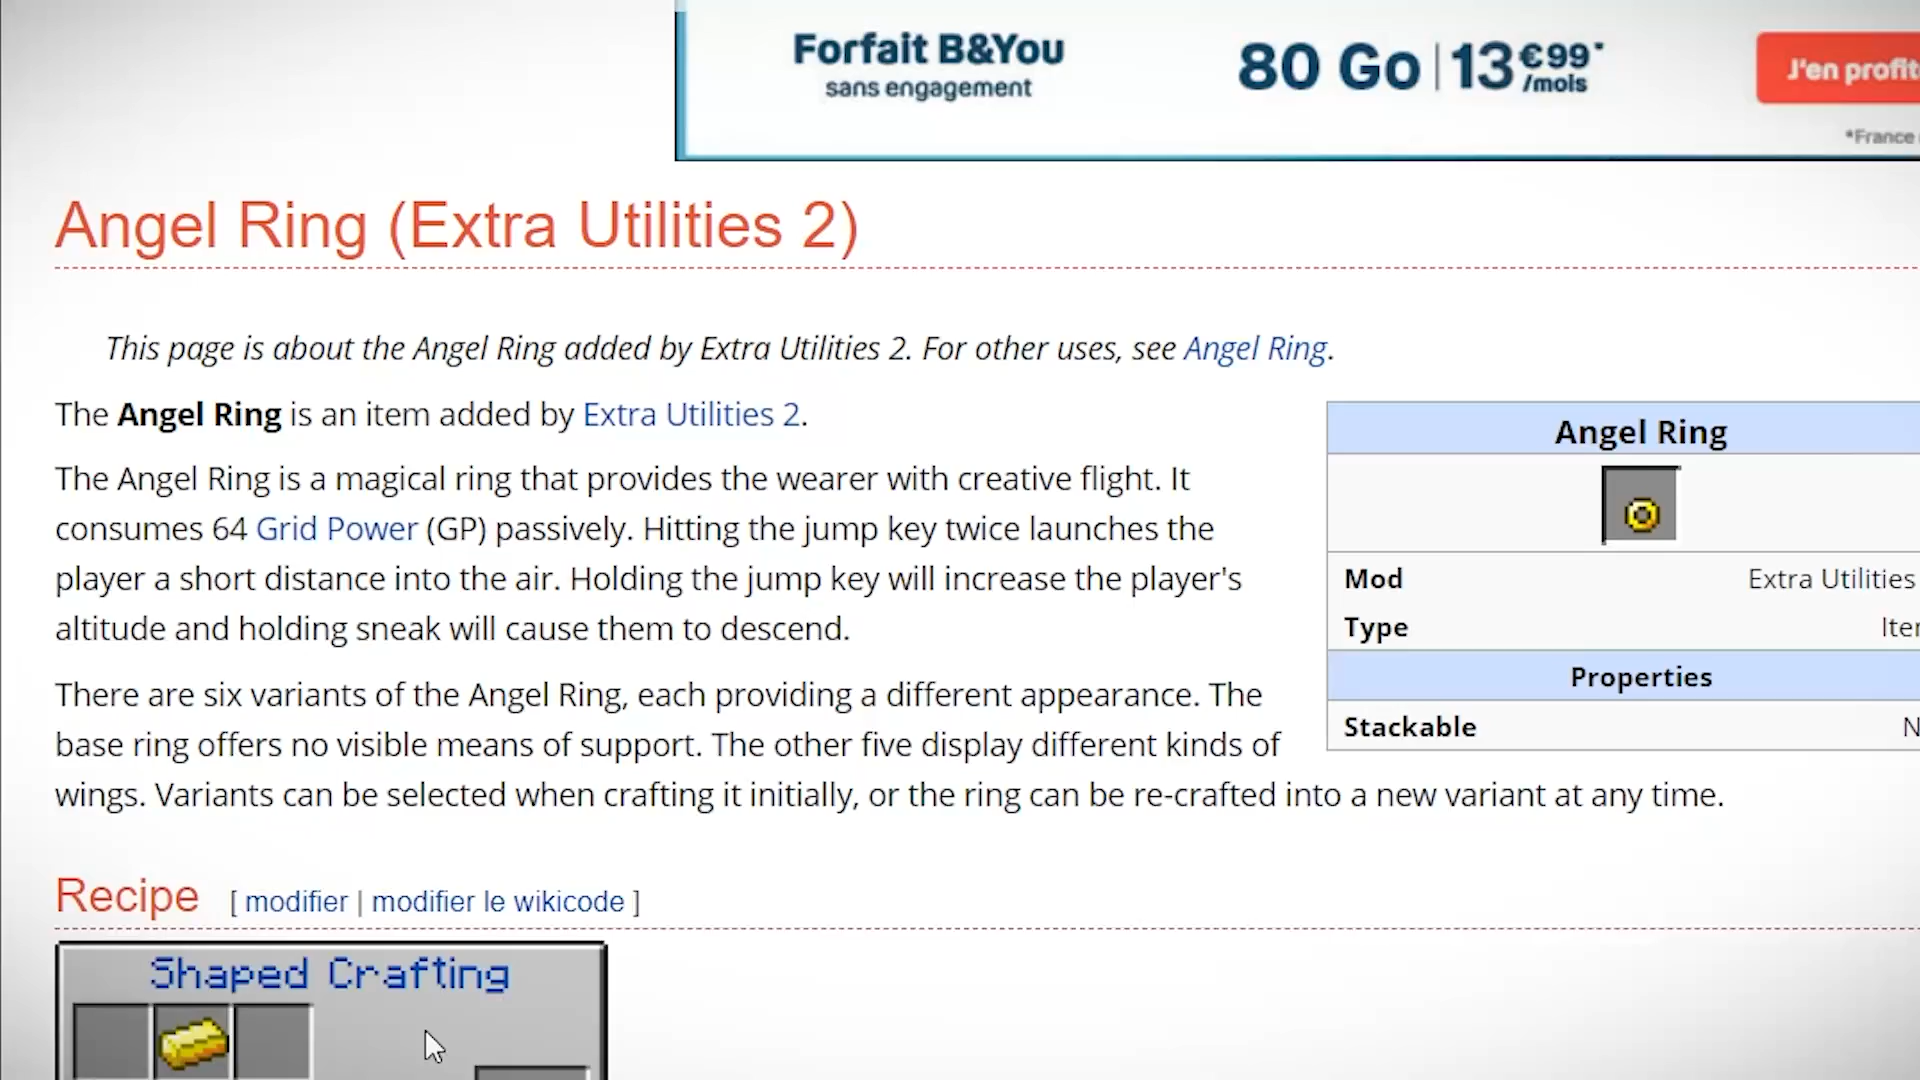 Forfait B&You
sans engagement
80 Go | 13€99*
/mois
J'en profit
*France
Angel Ring (Extra Utilities 2)
This page is about the Angel Ring added by Extra Utilities 2. For other uses, see Angel Ring.
The Angel Ring is an item added by Extra Utilities 2.
The Angel Ring is a magical ring that provides the wearer with creative flight. It
consumes 64 Grid Power (GP) passively. Hitting the jump key twice launches the
player a short distance into the air. Holding the jump key will increase the player's
altitude and holding sneak will cause them to descend.
There are six variants of the Angel Ring, each providing a different appearance. The
base ring offers no visible means of support. The other five display different kinds of
wings. Variants can be selected when crafting it initially, or the ring can be re-crafted into a new variant at any time.
Angel Ring
Mod Extra Utilities
Type Iter
Properties
Stackable N
Recipe [ modifier | modifier le wikicode ]
Shaped Crafting